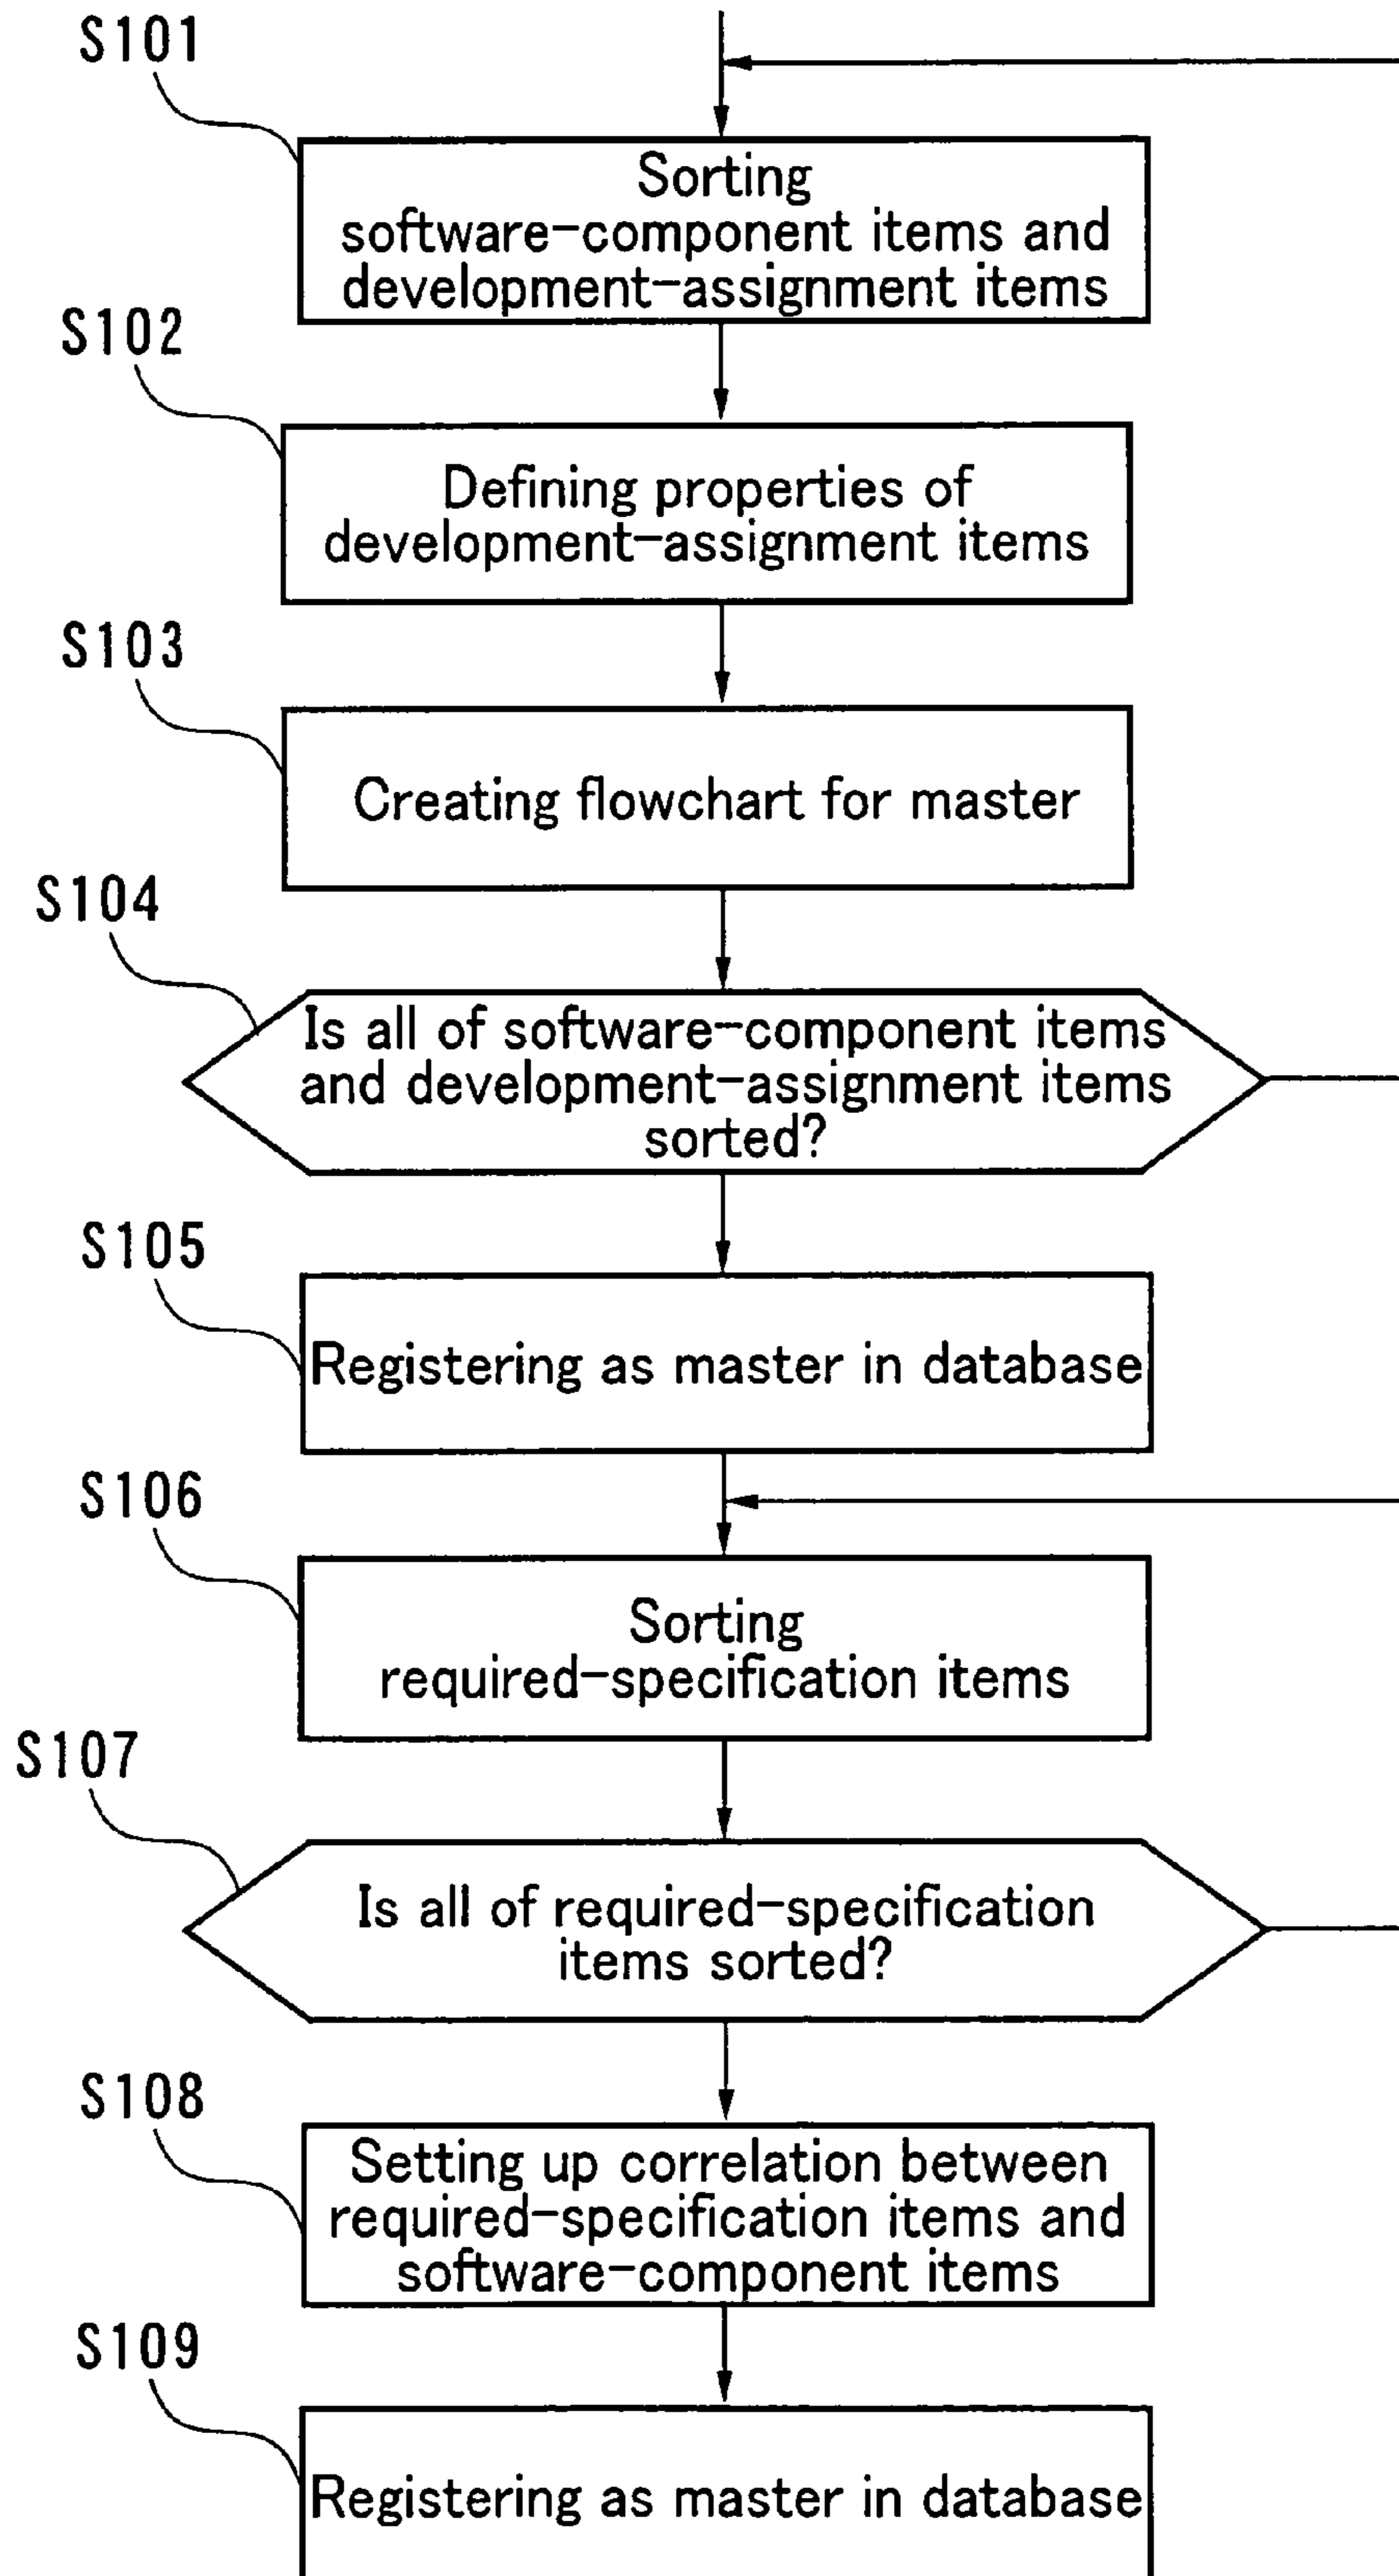 S101
Sorting
software-component items and
development-assignment items
S102
Defining properties of
development-assignment items
S103
Creating flowchart for master
S104
Is all of software-component items
and development-assignment items
sorted?
S105
Registering as master in database
S106
Sorting
required-specification items
S107
Is all of required-specification
items sorted?
S108
Setting up correlation between
required-specification items and
software-component items
S109
Registering as master in database